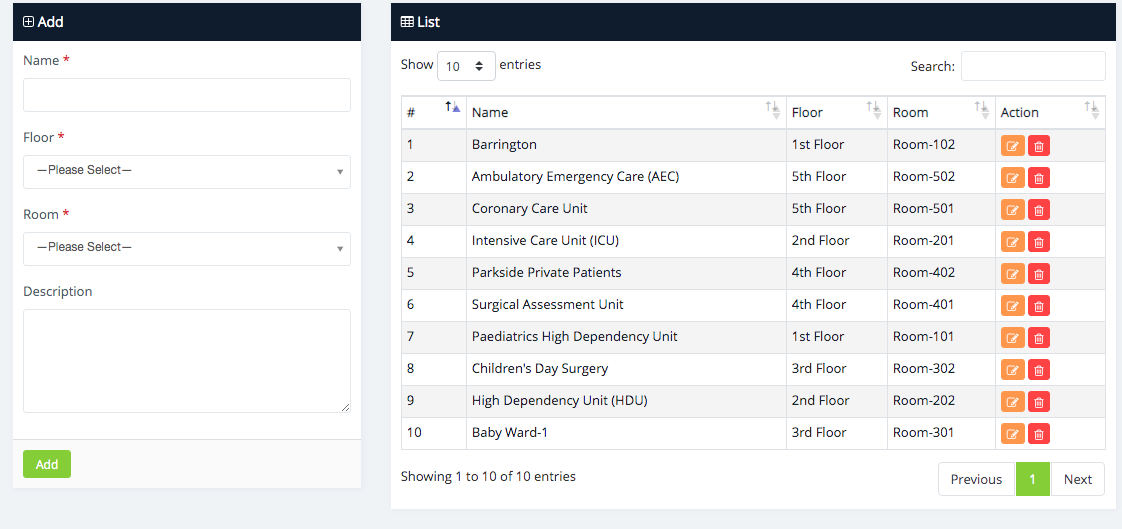 Add
Name *
Floor *
—Please Select—
Room *
—Please Select—
Description
Add
List
Show 10 entries
Search:
# Name Floor Room Action
1 Barrington 1st Floor Room-102
2 Ambulatory Emergency Care (AEC) 5th Floor Room-502
3 Coronary Care Unit 5th Floor Room-501
4 Intensive Care Unit (ICU) 2nd Floor Room-201
5 Parkside Private Patients 4th Floor Room-402
6 Surgical Assessment Unit 4th Floor Room-401
7 Paediatrics High Dependency Unit 1st Floor Room-101
8 Children's Day Surgery 3rd Floor Room-302
9 High Dependency Unit (HDU) 2nd Floor Room-202
10 Baby Ward-1 3rd Floor Room-301
Showing 1 to 10 of 10 entries
Previous 1 Next